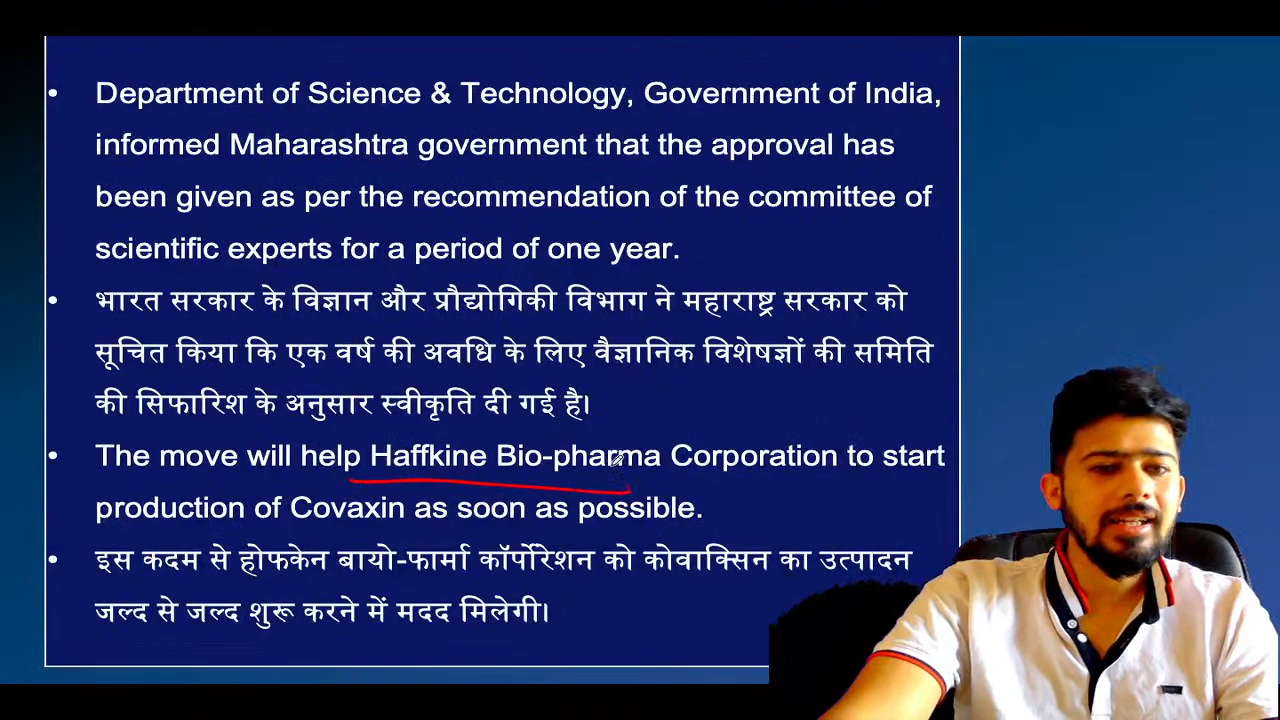 • Department of Science & Technology, Government of India,
informed Maharashtra government that the approval has
been given as per the recommendation of the committee of
scientific experts for a period of one year.
• भारत सरकार के विज्ञान और प्रौद्योगिकी विभाग ने महाराष्ट्र सरकार को
सूचित किया कि एक वर्ष की अवधि के लिए वैज्ञानिक विशेषज्ञों की समिति
की सिफारिश के अनुसार स्वीकृति दी गई है।
• The move will help Haffkine Bio-pharma Corporation to start
production of Covaxin as soon as possible.
• इस कदम से होफकेन बायो-फार्मा कॉर्पोरेशन को कोवाक्सिन का उत्पादन
जल्द से जल्द शुरू करने में मदद मिलेगी।